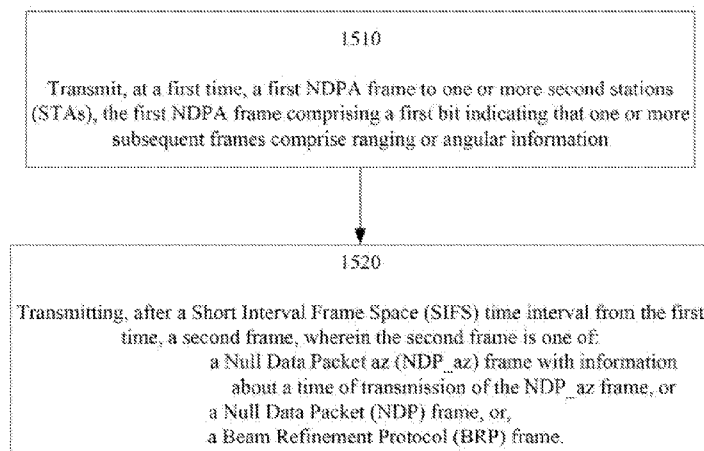 1510
Transmit, at a first time, a first NDPA frame to one or more second stations
(STAs), the first NDPA frame comprising a first bit indicating that one or more
subsequent frames comprise ranging or angular information
1520
Transmitting, after a Short Interval Frame Space (SIFS) time interval from the first
time, a second frame, wherein the second frame is one of:
a Null Data Packet az (NDP_az) frame with information
about a time of transmission of the NDP_az frame, or
a Null Data Packet (NDP) frame, or,
a Beam Refinement Protocol (BRP) frame.